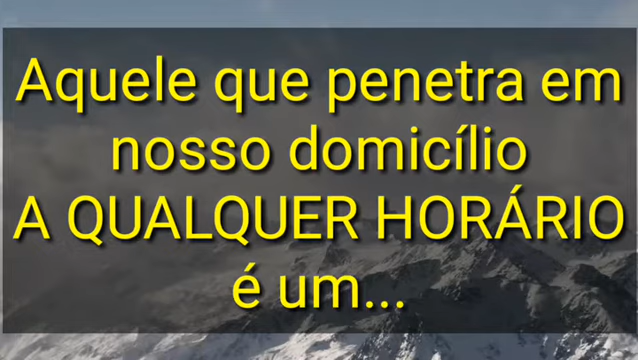 Aquele que penetra em
nosso domicílio
A QUALQUER HORÁRIO
é um...